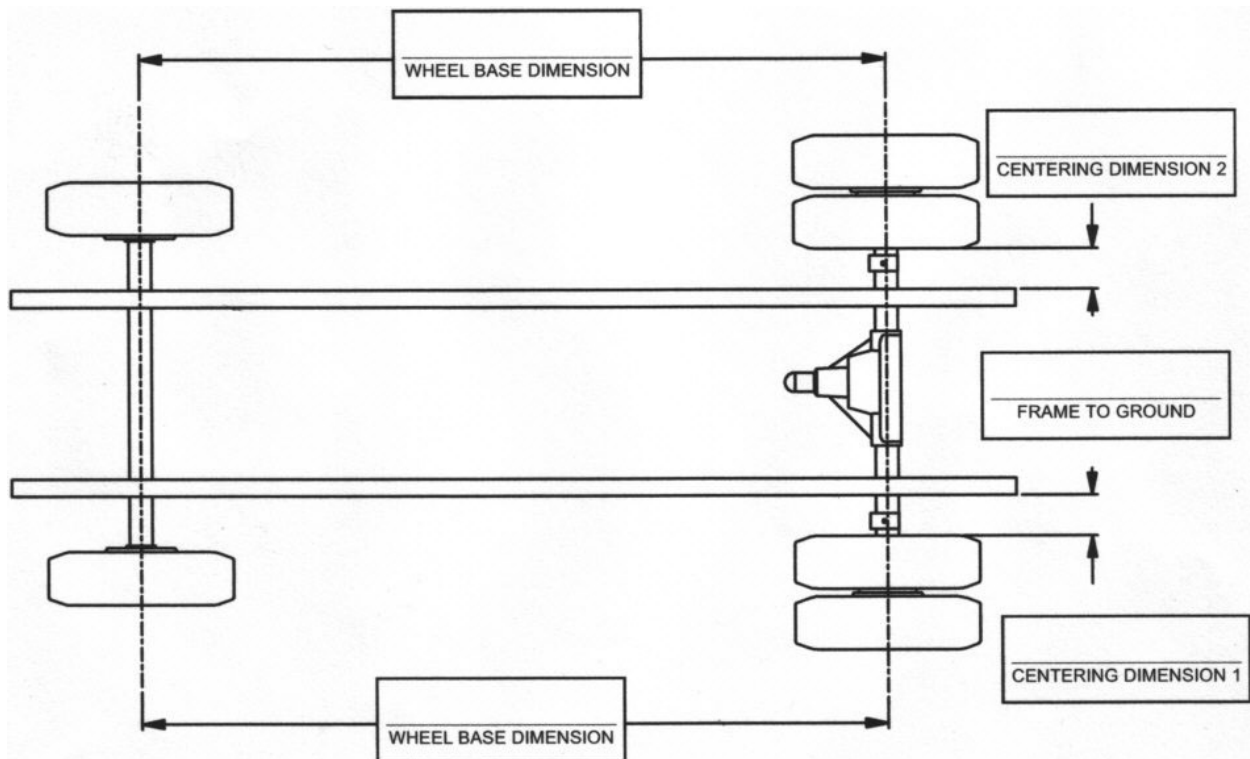 WHEEL BASE DIMENSION
CENTERING DIMENSION 2
FRAME TO GROUND
CENTERING DIMENSION 1
WHEEL BASE DIMENSION